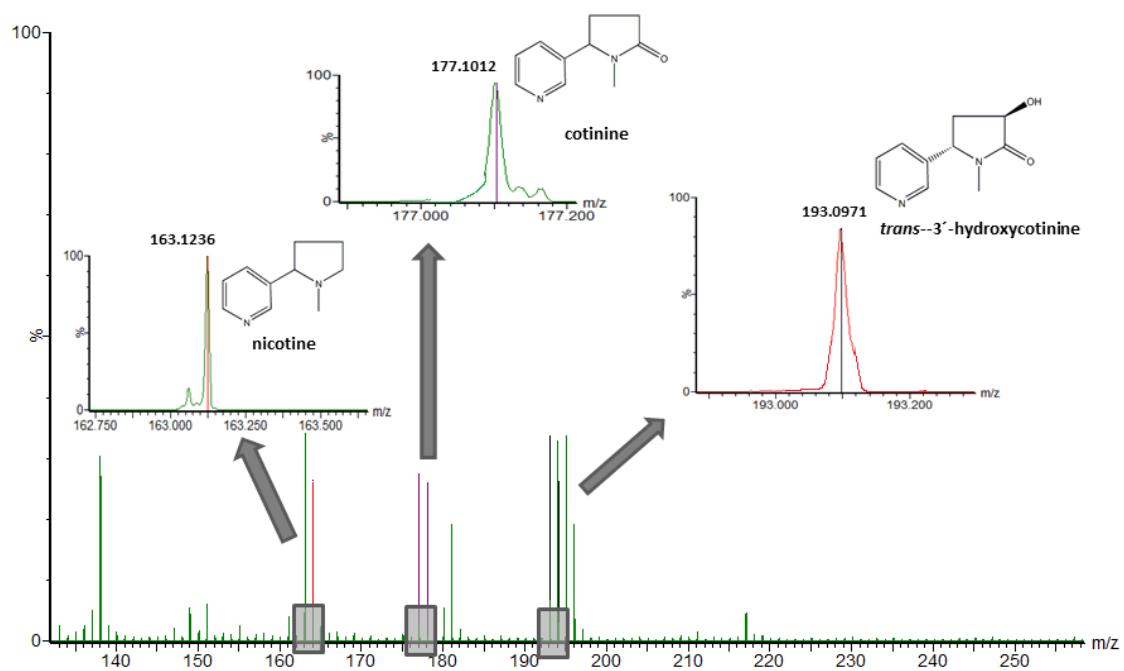 100
%
0
140 150 160 170 180 190 200 210 220 230 240 250 m/z
163.1236
100
%
0
m/z
162.750 163.000 163.250 163.500
N
N
nicotine
177.1012
100
%
0
m/z
177.000 177.200
N
N
O
cotinine
193.0971
100
%
0
m/z
193.000 193.200
OH
N
N
O
trans--3´-hydroxycotinine